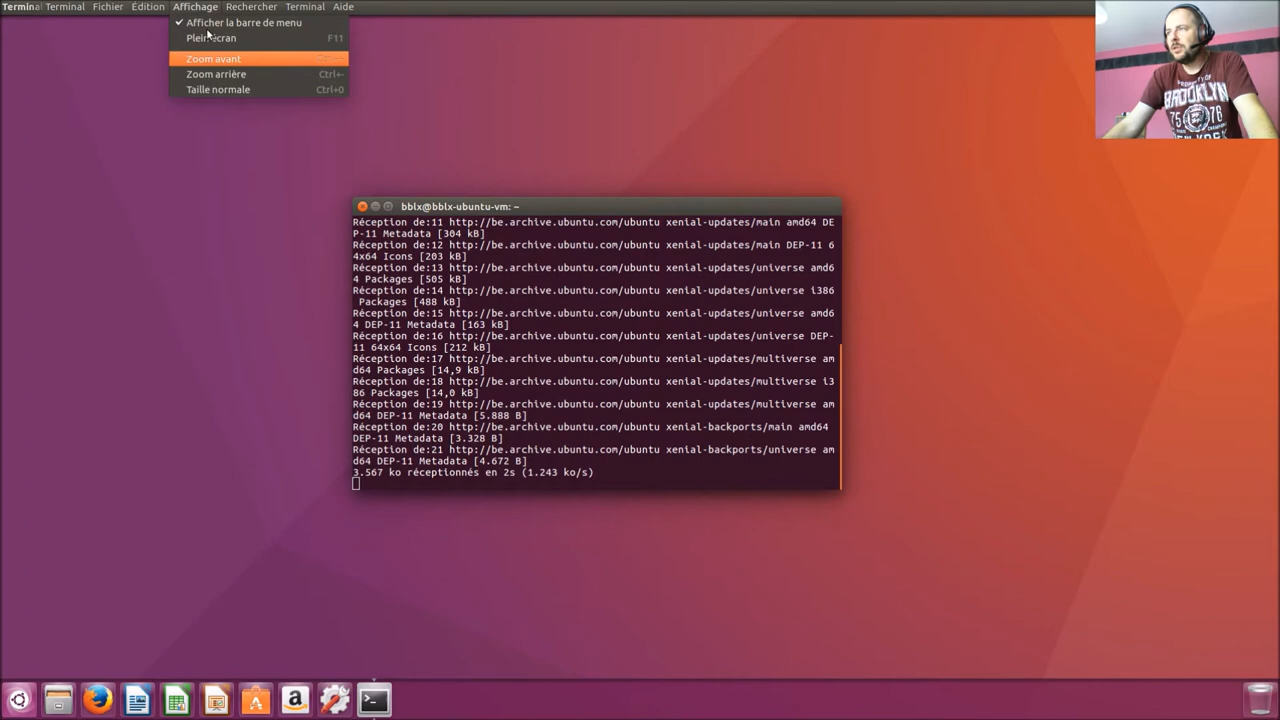 Termina Terminal Fichier Édition Affichage Rechercher Terminal Aide
✓ Afficher la barre de menu
Plein écran F11
Zoom avant
Zoom arrière Ctrl+-
Taille normale Ctrl+0
PROPERTY OF
BROOKLYN
75 76
bblx@bblx-ubuntu-vm: ~
Réception de:11 http://be.archive.ubuntu.com/ubuntu xenial-updates/main amd64 DE
P-11 Metadata [304 kB]
Réception de:12 http://be.archive.ubuntu.com/ubuntu xenial-updates/main DEP-11 6
4x64 Icons [203 kB]
Réception de:13 http://be.archive.ubuntu.com/ubuntu xenial-updates/universe amd6
4 Packages [505 kB]
Réception de:14 http://be.archive.ubuntu.com/ubuntu xenial-updates/universe i386
 Packages [488 kB]
Réception de:15 http://be.archive.ubuntu.com/ubuntu xenial-updates/universe amd6
4 DEP-11 Metadata [163 kB]
Réception de:16 http://be.archive.ubuntu.com/ubuntu xenial-updates/universe DEP-
11 64x64 Icons [212 kB]
Réception de:17 http://be.archive.ubuntu.com/ubuntu xenial-updates/multiverse am
d64 Packages [14,9 kB]
Réception de:18 http://be.archive.ubuntu.com/ubuntu xenial-updates/multiverse i3
86 Packages [14,0 kB]
Réception de:19 http://be.archive.ubuntu.com/ubuntu xenial-updates/multiverse am
d64 DEP-11 Metadata [5.888 B]
Réception de:20 http://be.archive.ubuntu.com/ubuntu xenial-backports/main amd64
DEP-11 Metadata [3.328 B]
Réception de:21 http://be.archive.ubuntu.com/ubuntu xenial-backports/universe am
d64 DEP-11 Metadata [4.672 B]
3.567 ko réceptionnés en 2s (1.243 ko/s)